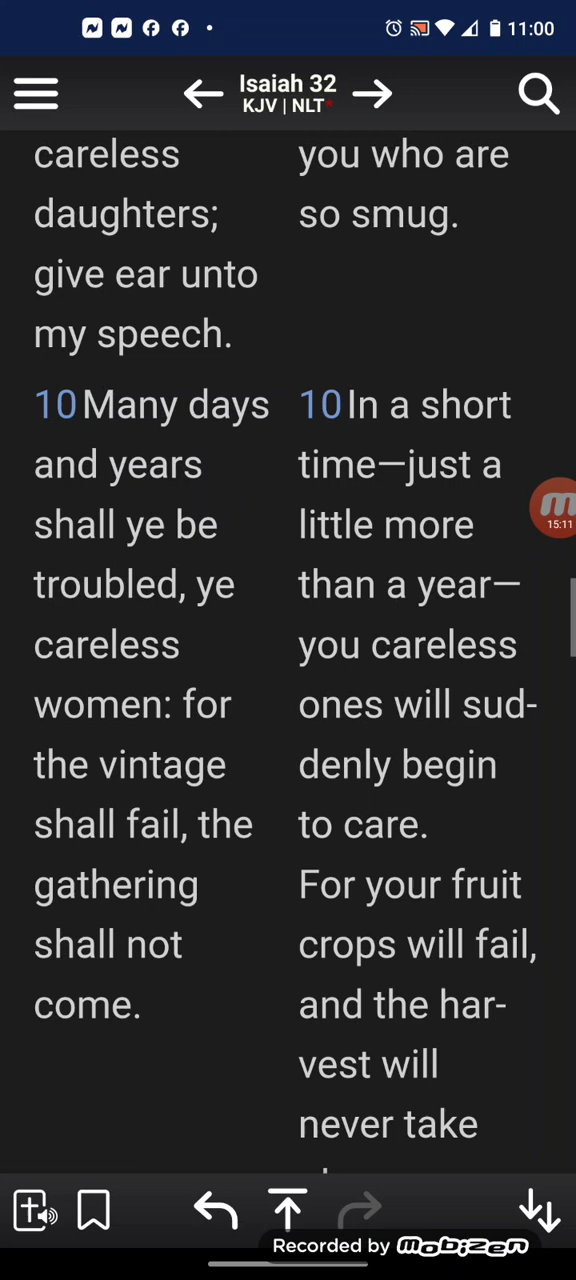 11:00
Isaiah 32
KJV | NLT*
careless
daughters;
give ear unto
my speech.
10 Many days
and years
shall ye be
troubled, ye
careless
women: for
the vintage
shall fail, the
gathering
shall not
come.
you who are
so smug.
10 In a short
time—just a
little more
than a year—
you careless
ones will sud-
denly begin
to care.
For your fruit
crops will fail,
and the har-
vest will
never take
m
15:11
Recorded by mobizen